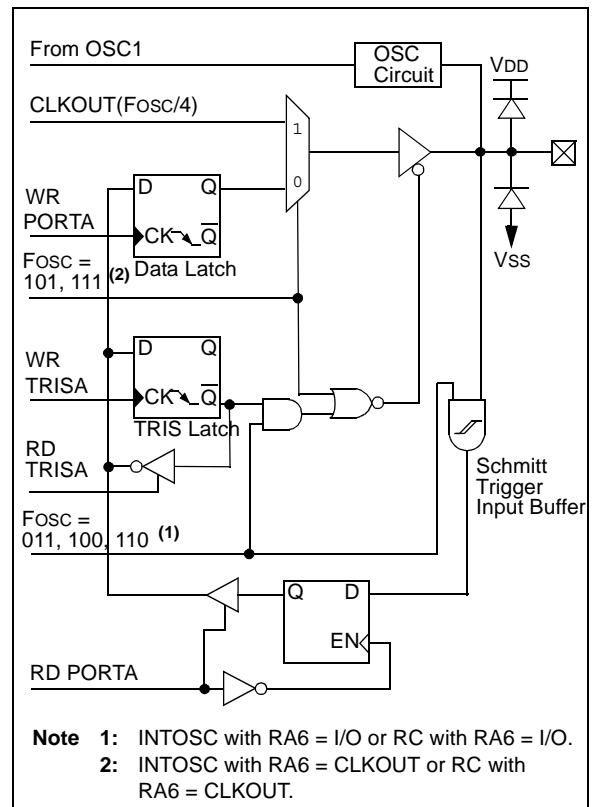 From OSC1
OSC
Circuit
VDD
CLKOUT(FOSC/4)
1
0
D Q
WR
PORTA
CK Q
Data Latch
FOSC =
101, 111 (2)
VSS
D Q
WR
TRISA
CK Q
TRIS Latch
RD
TRISA
Schmitt
Trigger
Input Buffer
FOSC =
011, 100, 110 (1)
Q D
EN
RD PORTA
Note 1: INTOSC with RA6 = I/O or RC with RA6 = I/O.
2: INTOSC with RA6 = CLKOUT or RC with
RA6 = CLKOUT.